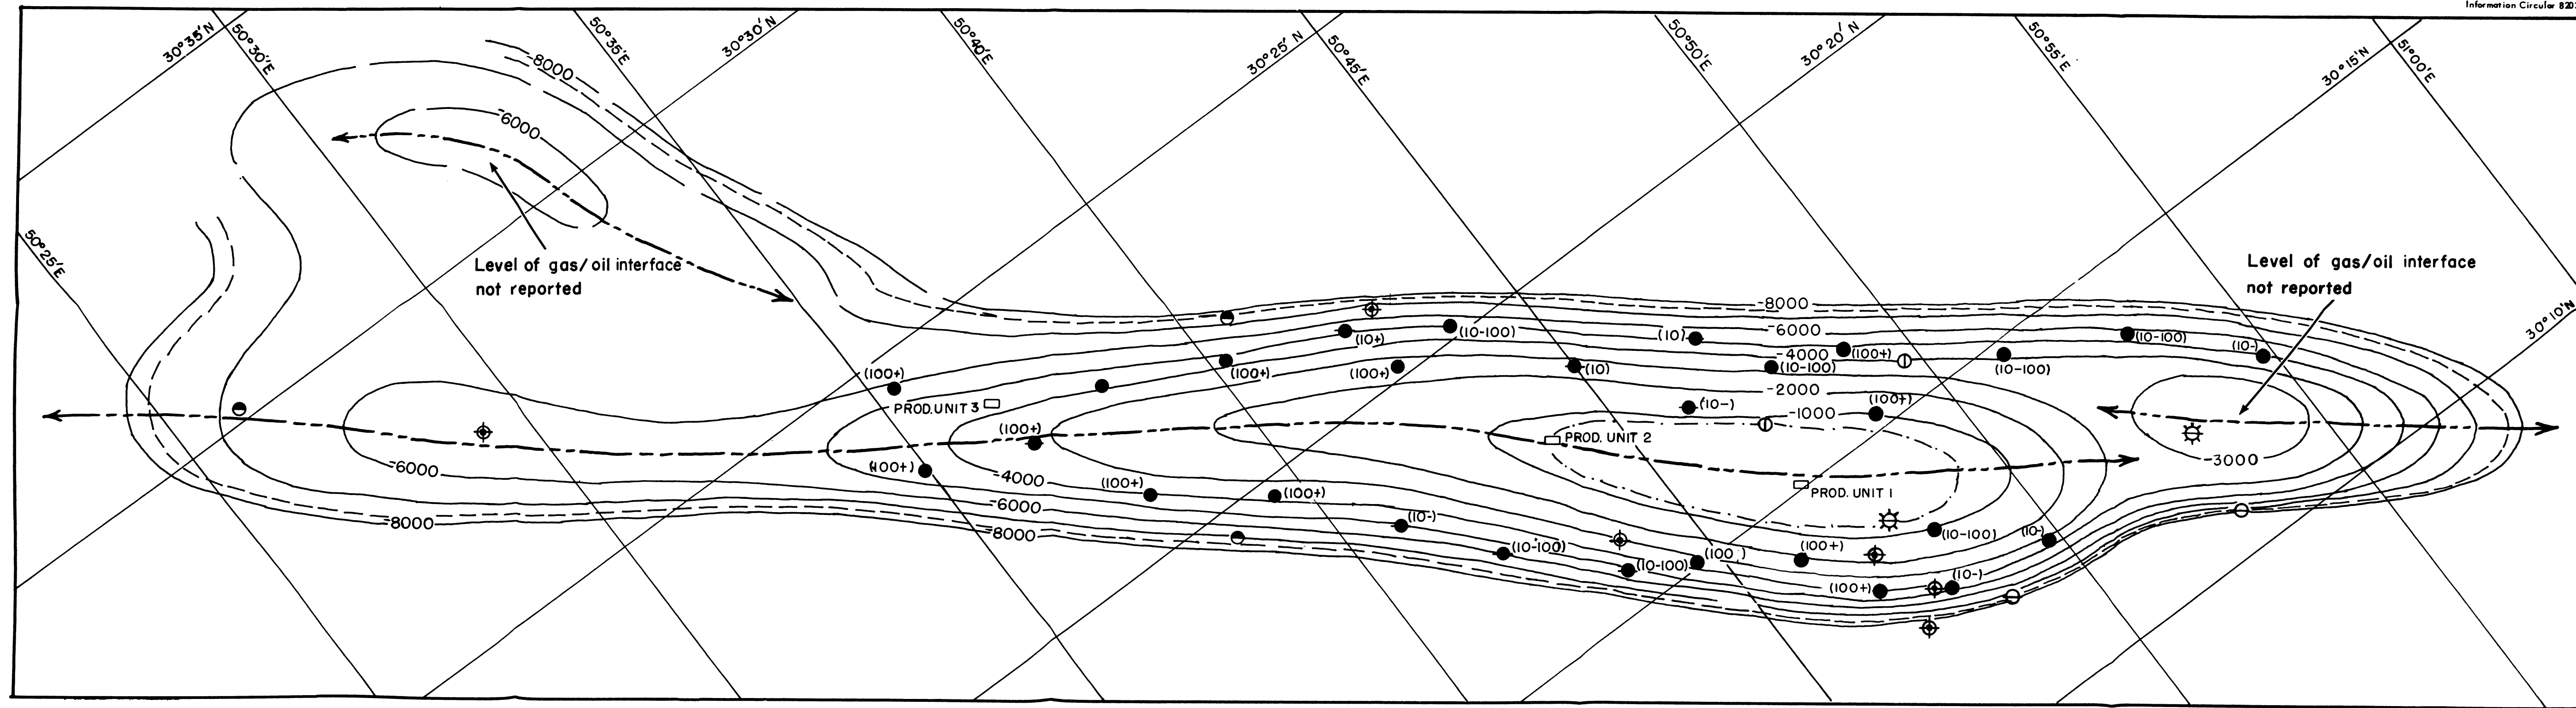 Information Circular 820
30°35'N
50°30'E
50°35'E
30°30'N
50°40'E
30°25'N
50°45'E
50°50'E
30°20'N
50°55'E
30°15'N
51°00'E
-8000
-6000
50°25'E
Level of gas/oil interface
not reported
Level of gas/oil interface
not reported
30°10'N
-8000
-6000
(10-100)
(10)
(10-100)
(10+)
(10-)
-4000
(100+)
(100+)
(100+)
(100+)
(10)
(10-100)
(10-100)
-2000
PROD.UNIT 3
(10-)
(100+)
-1000
(100+)
PROD. UNIT 2
-3000
-6000
(100+)
-4000
(100+)
(100+)
PROD. UNIT 1
-6000
-8000
(10-)
-8000
(10-100)
(10-)
(10-100)
(100+)
(10-100)
(10-)
(100+)